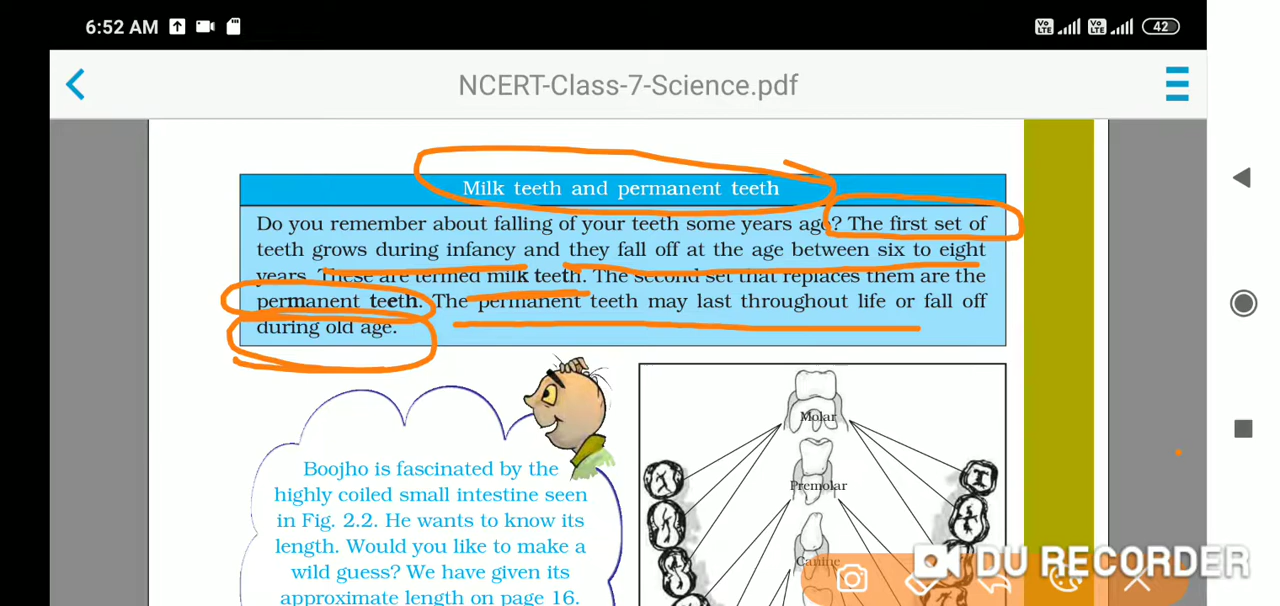 6:52 AM
Vo LTE Vo LTE 42
NCERT-Class-7-Science.pdf
Milk teeth and permanent teeth
Do you remember about falling of your teeth some years ago? The first set of
teeth grows during infancy and they fall off at the age between six to eight
years. These are termed milk teeth. The second set that replaces them are the
permanent teeth. The permanent teeth may last throughout life or fall off
during old age.
Boojho is fascinated by the
highly coiled small intestine seen
in Fig. 2.2. He wants to know its
length. Would you like to make a
wild guess? We have given its
approximate length on page 16.
Molar
Premolar
Canine
DU RECORDER